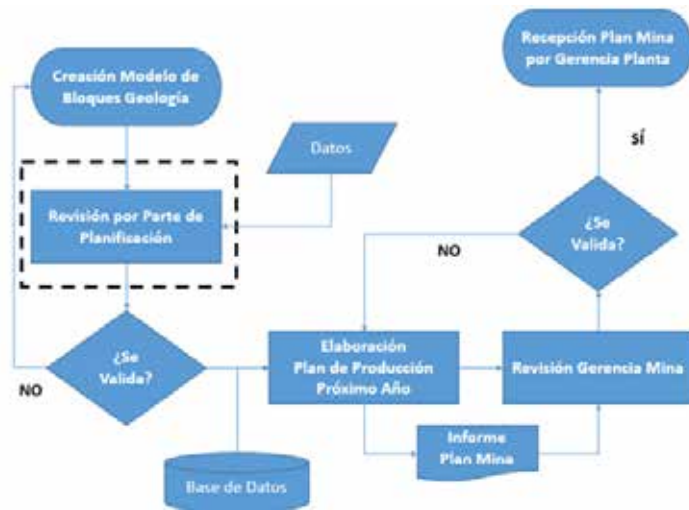 Creación Modelo de
Bloques Geología
Recepción Plan Mina
por Gerencia Planta
Datos
SÍ
Revisión por Parte de
Planificación
¿Se
Valida?
NO
¿Se
Valida?
NO
Elaboración
Plan de Producción
Próximo Año
Revisión Gerencia Mina
Informe
Plan Mina
Base de Datos